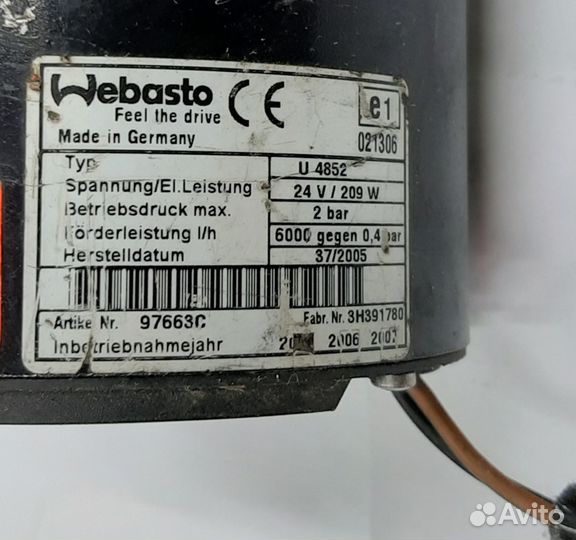 Webasto CE e1
Feel the drive
Made in Germany 021306
Typ U 4852
Spannung/El.Leistung 24 V / 209 W
Betriebsdruck max. 2 bar
Förderleistung l/h 6000 gegen 0,4 bar
Herstelldatum 37/2005
Artikel Nr. 97663C Fabr. Nr. 3H391780
Inbetriebnahmejahr 2006 2007
Avito